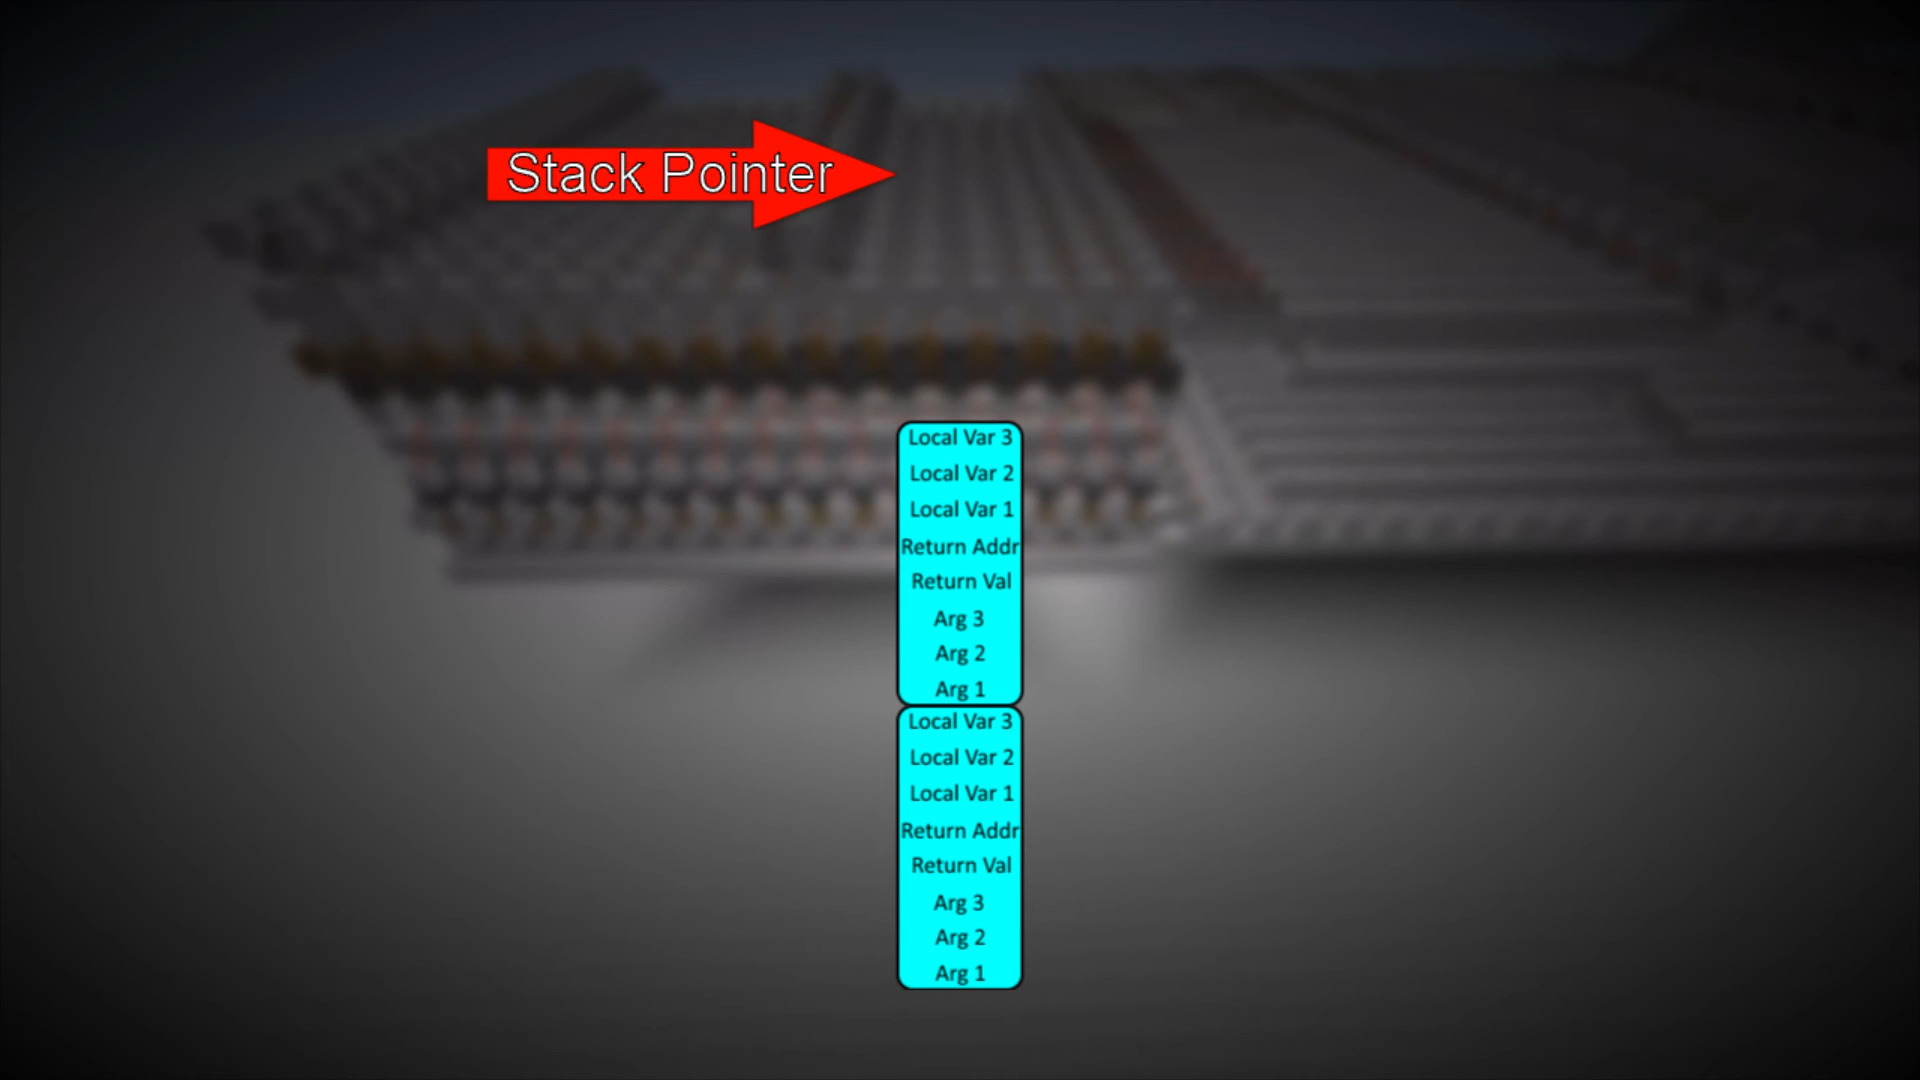 Stack Pointer
Local Var 3
Local Var 2
Local Var 1
Return Addr
Return Val
Arg 3
Arg 2
Arg 1
Local Var 3
Local Var 2
Local Var 1
Return Addr
Return Val
Arg 3
Arg 2
Arg 1